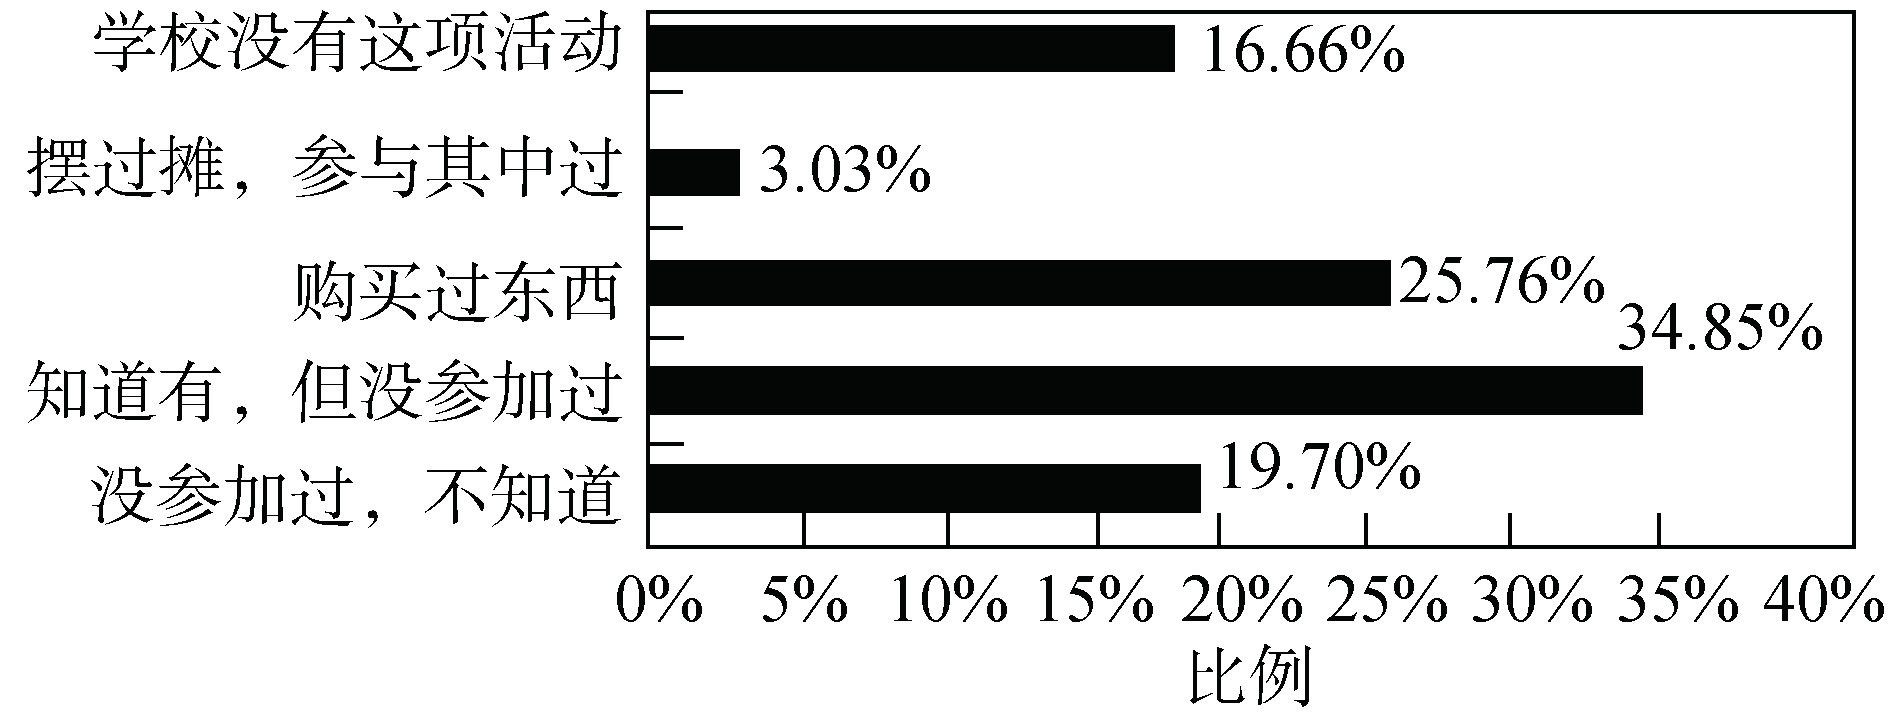 学校没有这项活动 16.66%
摆过摊，参与其中过 3.03%
购买过东西 25.76%
知道有，但没参加过 34.85%
没参加过，不知道 19.70%
0% 5% 10% 15% 20% 25% 30% 35% 40%
比例